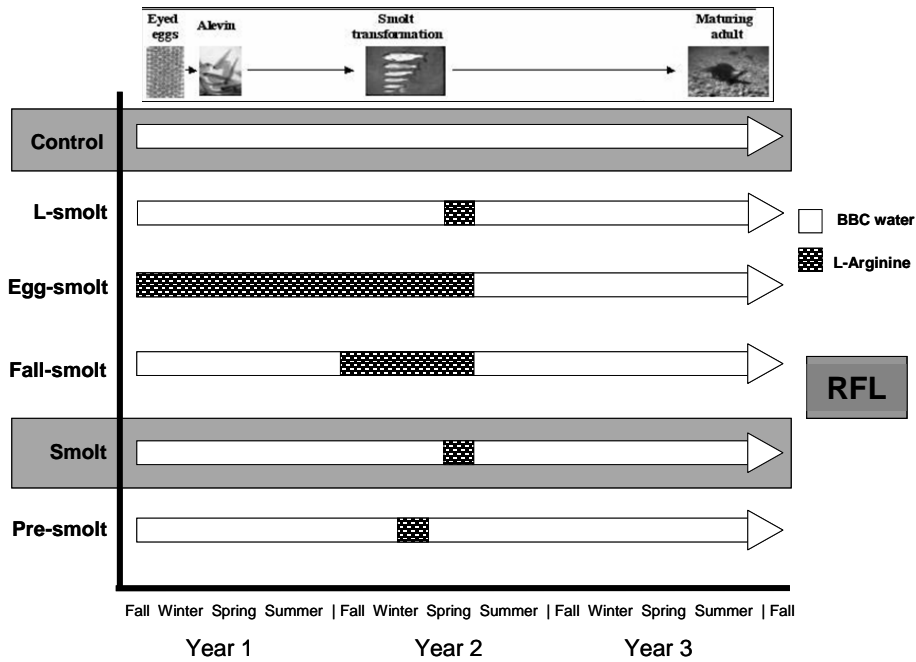 Eyed
eggs
Alevin
Smolt
transformation
Maturing
adult
Control
L-smolt
Egg-smolt
Fall-smolt
Smolt
Pre-smolt
BBC water
L-Arginine
RFL
Fall Winter Spring Summer | Fall Winter Spring Summer | Fall Winter Spring Summer | Fall
Year 1 Year 2 Year 3